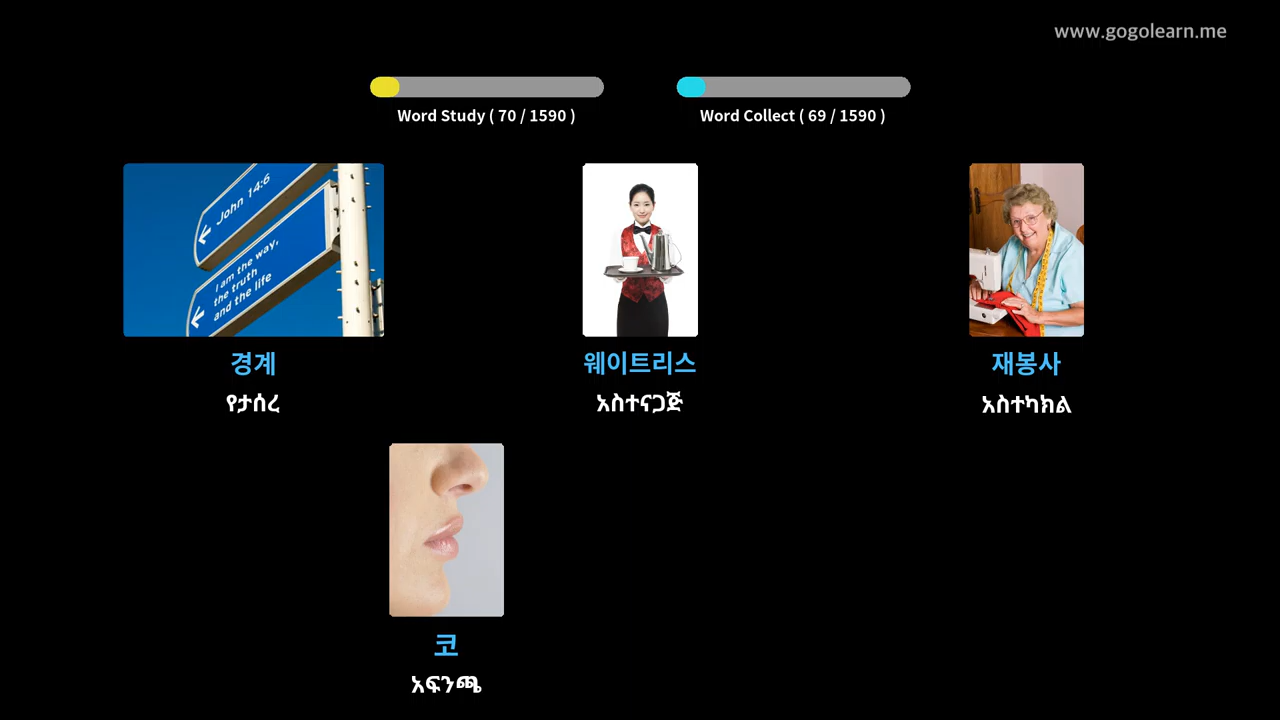 www.gogolearn.me
Word Study ( 70 / 1590 )
Word Collect ( 69 / 1590 )
John 14:6
I am the way,
the truth
and the life
경계
웨이트리스
재봉사
የታሰረ
አስተናጋጅ
አስተካክል
코
አፍንጫ